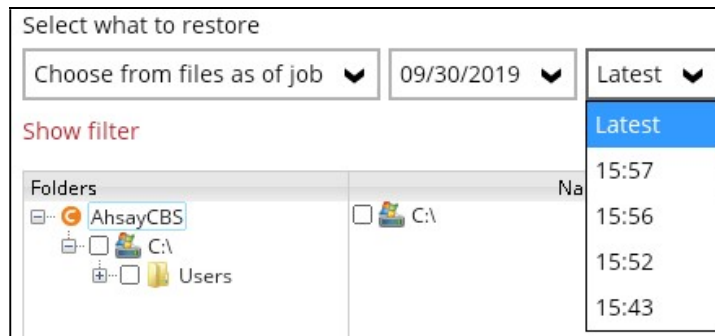 Select what to restore
Choose from files as of job 09/30/2019 Latest
Show filter
Latest
15:57
15:56
15:52
15:43
Folders Na
AhsayCBS C:\
C:\
Users